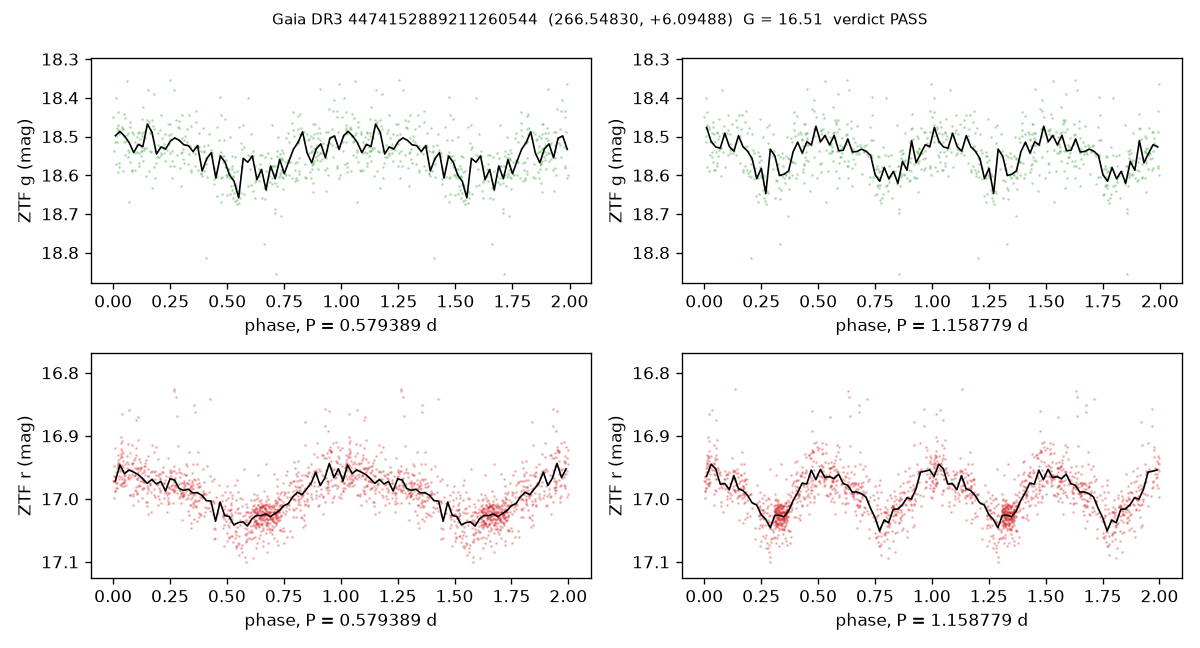 Gaia DR3 4474152889211260544 (266.54830, +6.09488) G = 16.51 verdict PASS
18.3
18.4
18.5
18.6
18.7
18.8
ZTF g (mag)
0.00 0.25 0.50 0.75 1.00 1.25 1.50 1.75 2.00
phase, P = 0.579389 d
18.3
18.4
18.5
18.6
18.7
18.8
ZTF g (mag)
0.00 0.25 0.50 0.75 1.00 1.25 1.50 1.75 2.00
phase, P = 1.158779 d
16.8
16.9
17.0
17.1
ZTF r (mag)
0.00 0.25 0.50 0.75 1.00 1.25 1.50 1.75 2.00
phase, P = 0.579389 d
16.8
16.9
17.0
17.1
ZTF r (mag)
0.00 0.25 0.50 0.75 1.00 1.25 1.50 1.75 2.00
phase, P = 1.158779 d